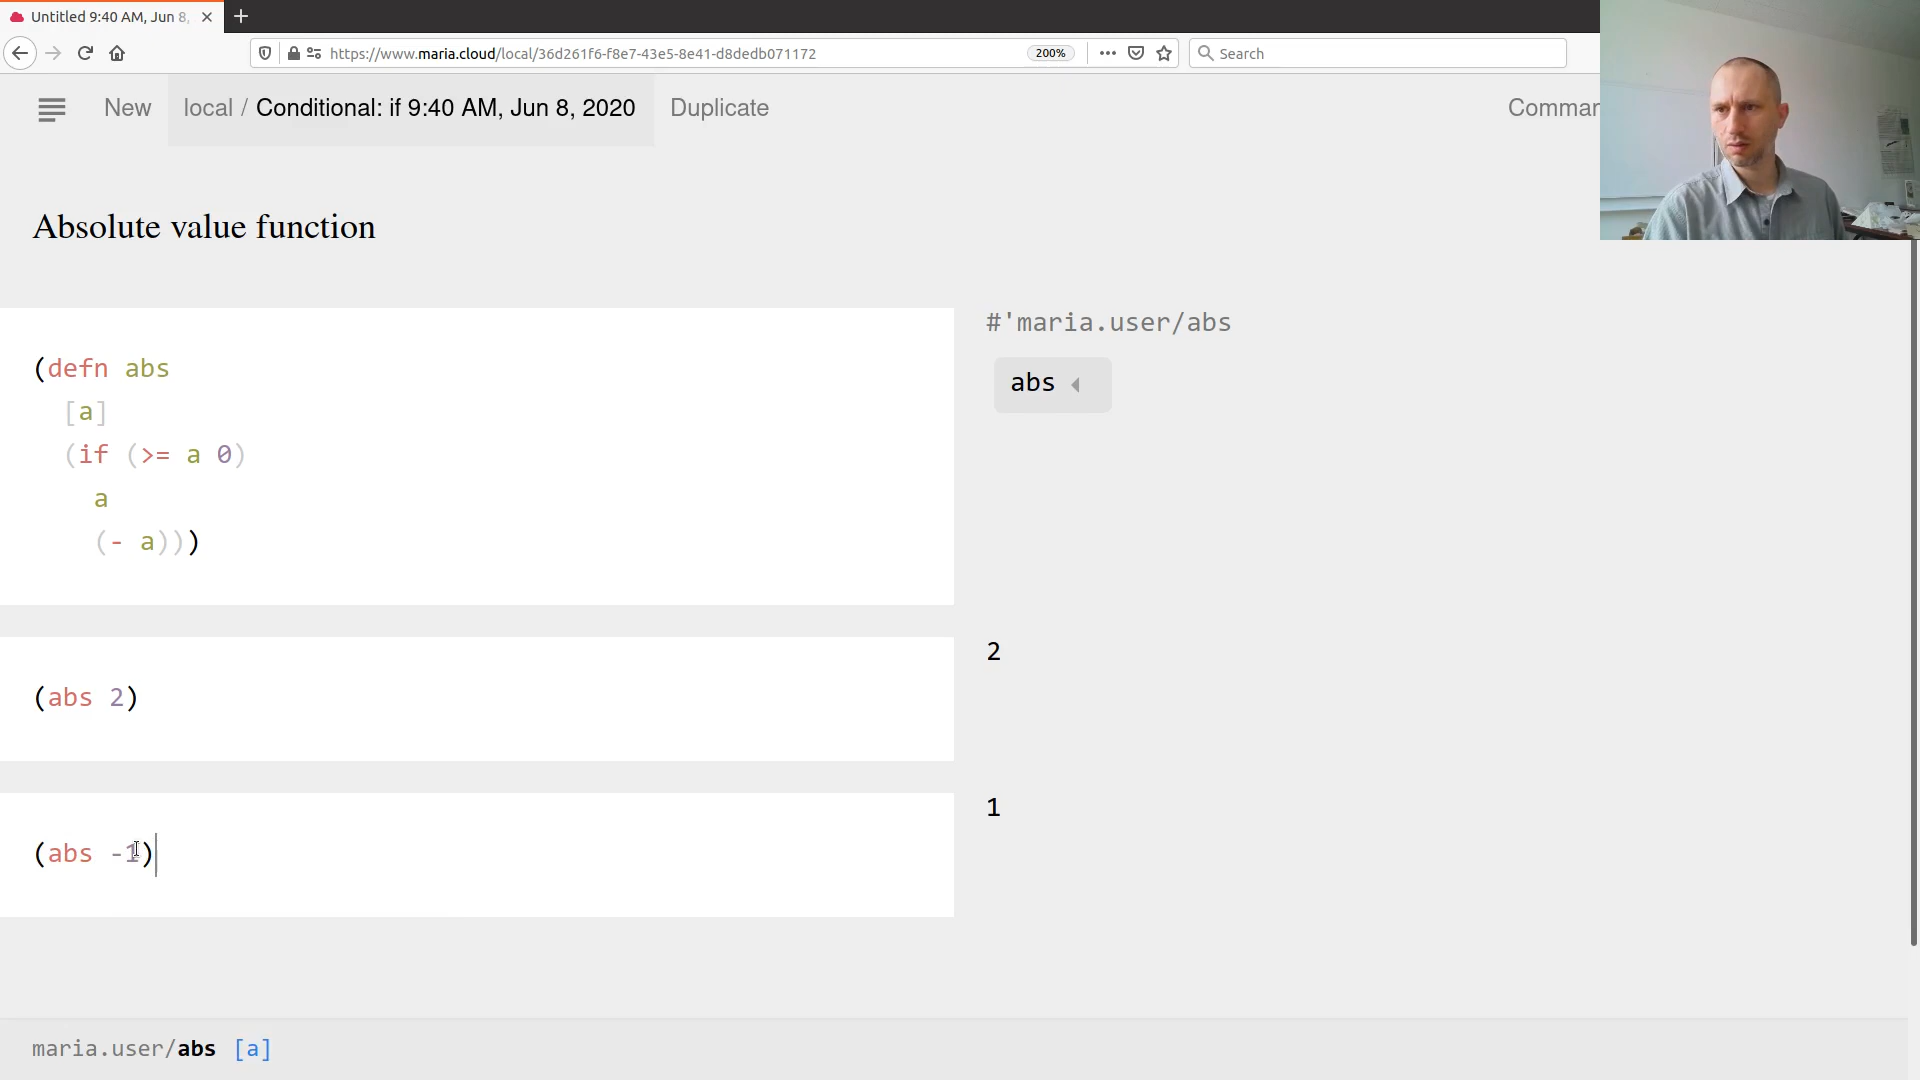 Untitled 9:40 AM, Jun 8,
https://www.maria.cloud/local/36d261f6-f8e7-43e5-8e41-d8dedb071172
200%
Search
New
local / Conditional: if 9:40 AM, Jun 8, 2020
Duplicate
Commar
Absolute value function
(defn abs
[a]
(if (>= a 0)
a
(- a)))
#'maria.user/abs
abs
(abs 2)
2
(abs -1)
1
maria.user/abs [a]